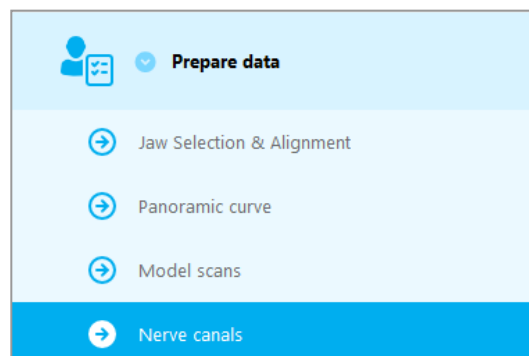 Prepare data
Jaw Selection & Alignment
Panoramic curve
Model scans
Nerve canals